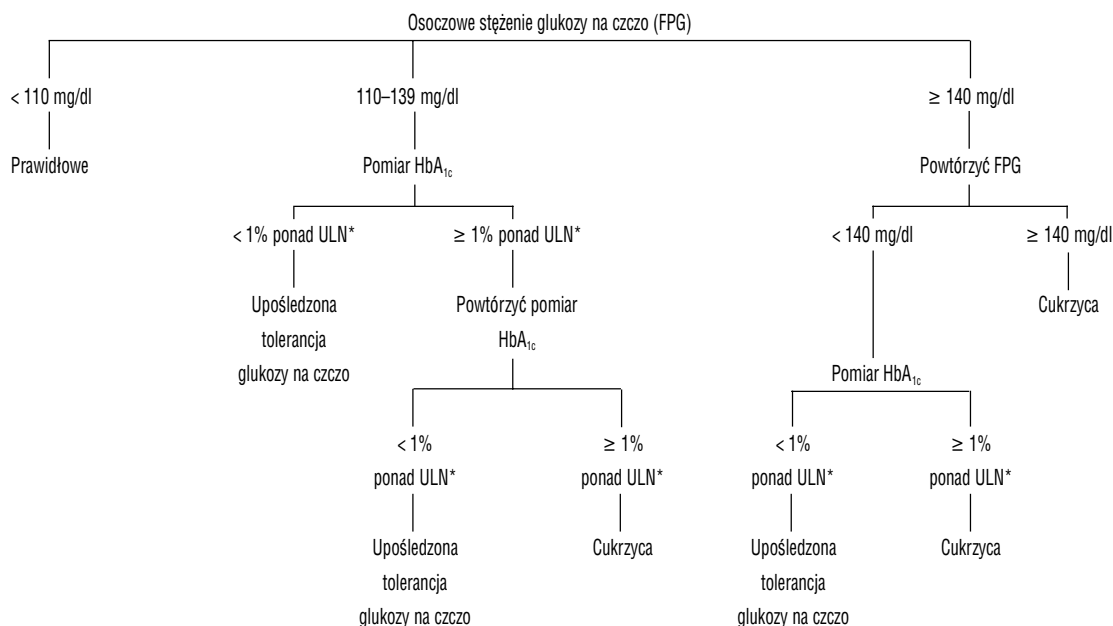 Osoczowe stężenie glukozy na czczo (FPG)
< 110 mg/dl
110–139 mg/dl
≥ 140 mg/dl
Prawidłowe
Pomiar HbA1c
Powtórzyć FPG
< 1% ponad ULN*
≥ 1% ponad ULN*
< 140 mg/dl
≥ 140 mg/dl
Upośledzona
tolerancja
glukozy na czczo
Powtórzyć pomiar
HbA1c
Cukrzyca
Pomiar HbA1c
< 1%
ponad ULN*
≥ 1%
ponad ULN*
< 1%
ponad ULN*
≥ 1%
ponad ULN*
Upośledzona
tolerancja
glukozy na czczo
Cukrzyca
Upośledzona
tolerancja
glukozy na czczo
Cukrzyca